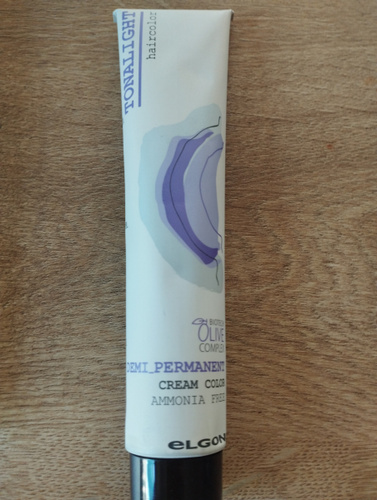 TONALIGHT
haircolor
OLIVE
COMPLEX
DEMI_PERMANENT
CREAM COLOR
AMMONIA FREE
ELGON